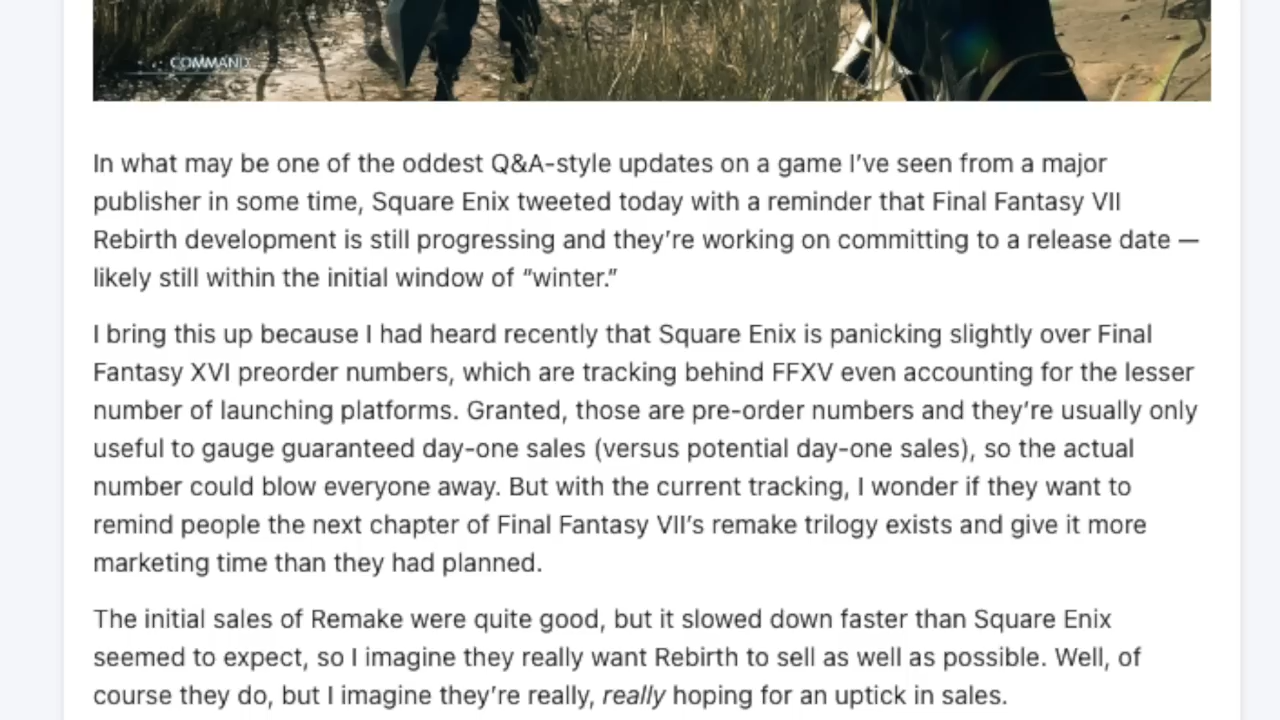 COMMAND
In what may be one of the oddest Q&A-style updates on a game I’ve seen from a major
publisher in some time, Square Enix tweeted today with a reminder that Final Fantasy VII
Rebirth development is still progressing and they’re working on committing to a release date —
likely still within the initial window of “winter.”
I bring this up because I had heard recently that Square Enix is panicking slightly over Final
Fantasy XVI preorder numbers, which are tracking behind FFXV even accounting for the lesser
number of launching platforms. Granted, those are pre-order numbers and they’re usually only
useful to gauge guaranteed day-one sales (versus potential day-one sales), so the actual
number could blow everyone away. But with the current tracking, I wonder if they want to
remind people the next chapter of Final Fantasy VII’s remake trilogy exists and give it more
marketing time than they had planned.
The initial sales of Remake were quite good, but it slowed down faster than Square Enix
seemed to expect, so I imagine they really want Rebirth to sell as well as possible. Well, of
course they do, but I imagine they’re really, really hoping for an uptick in sales.